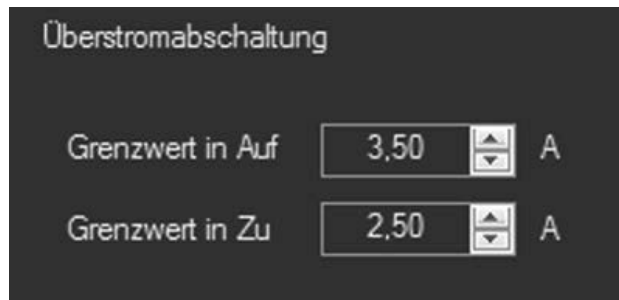 Überstromabschaltung
Grenzwert in Auf 3,50 A
Grenzwert in Zu 2,50 A